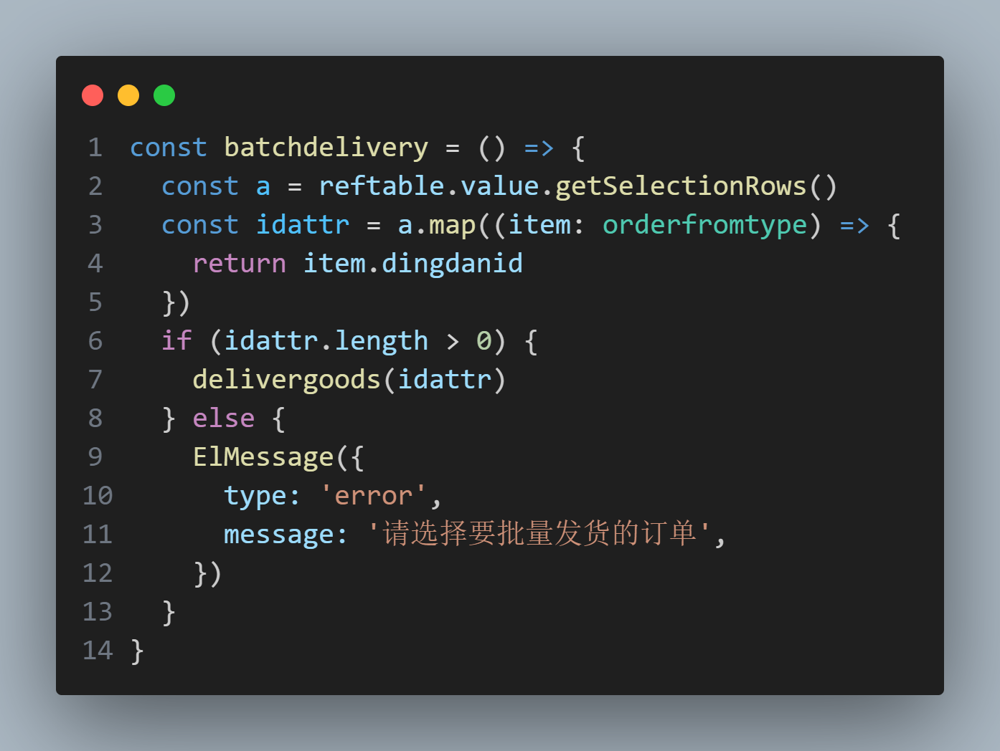 1 const batchdelivery = () => {
2   const a = reftable.value.getSelectionRows()
3   const idattr = a.map((item: orderfromtype) => {
4     return item.dingdanid
5   })
6   if (idattr.length > 0) {
7     delivergoods(idattr)
8   } else {
9     ElMessage({
10       type: 'error',
11       message: '请选择要批量发货的订单',
12     })
13   }
14 }